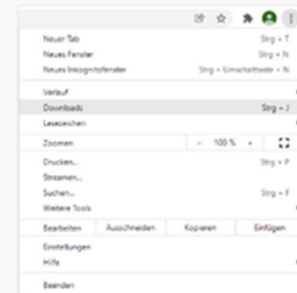 Neuer Tab Strg + T
Neues Fenster Strg + N
Neues Inkognitofenster Strg + Umschalttaste + N
Verlauf
Downloads Strg + J
Lesezeichen
Zoomen - 100 % +
Drucken... Strg + P
Streamen...
Suchen... Strg + F
Weitere Tools
Bearbeiten Ausschneiden Kopieren Einfügen
Einstellungen
Hilfe
Beenden